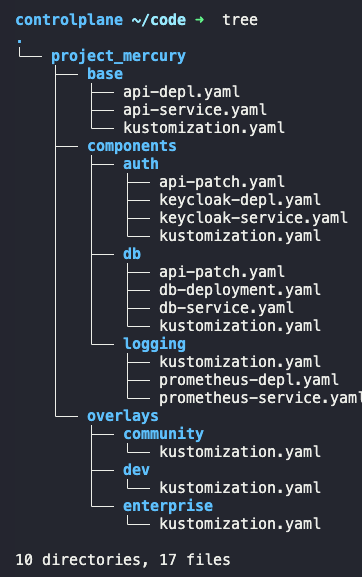 controlplane ~/code ➜  tree
.
└── project_mercury
    ├── base
    │   ├── api-depl.yaml
    │   ├── api-service.yaml
    │   └── kustomization.yaml
    ├── components
    │   ├── auth
    │   │   ├── api-patch.yaml
    │   │   ├── keycloak-depl.yaml
    │   │   ├── keycloak-service.yaml
    │   │   └── kustomization.yaml
    │   ├── db
    │   │   ├── api-patch.yaml
    │   │   ├── db-deployment.yaml
    │   │   ├── db-service.yaml
    │   │   └── kustomization.yaml
    │   └── logging
    │       ├── kustomization.yaml
    │       ├── prometheus-depl.yaml
    │       └── prometheus-service.yaml
    └── overlays
        ├── community
        │   └── kustomization.yaml
        ├── dev
        │   └── kustomization.yaml
        └── enterprise
            └── kustomization.yaml

10 directories, 17 files